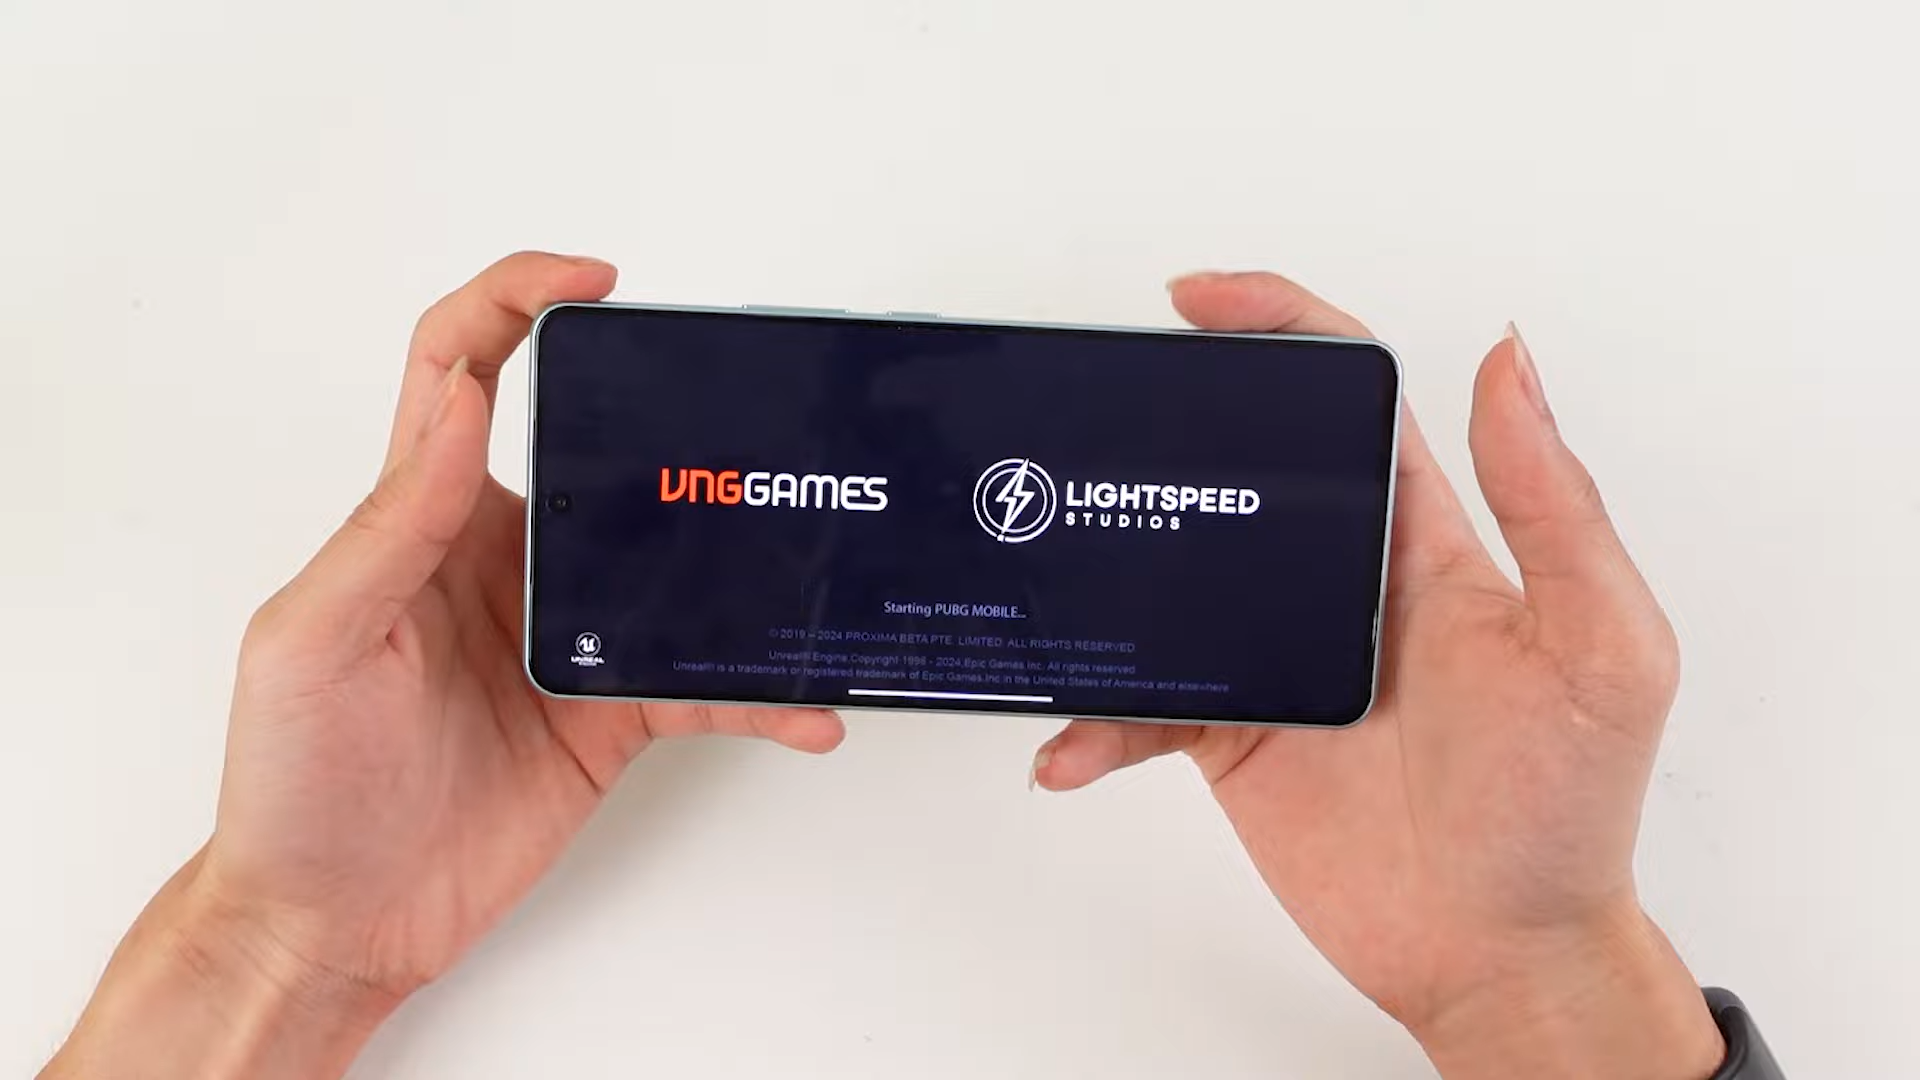 VNGGAMES
LIGHTSPEED
STUDIOS
Starting PUBG MOBILE...
© 2019 – 2024 PROXIMA BETA PTE. LIMITED. ALL RIGHTS RESERVED
Unreal® Engine,Copyright 1998 - 2024,Epic Games,Inc. All rights reserved
Unreal® is a trademark or registered trademark of Epic Games,Inc in the United States of America and elsewhere
UNREAL
ENGINE